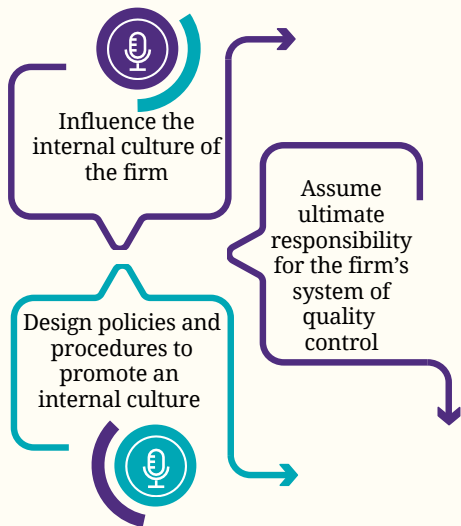 Influence the
internal culture of
the firm
Design policies and
procedures to
promote an
internal culture
Assume
ultimate
responsibility
for the firm’s
system of
quality
control